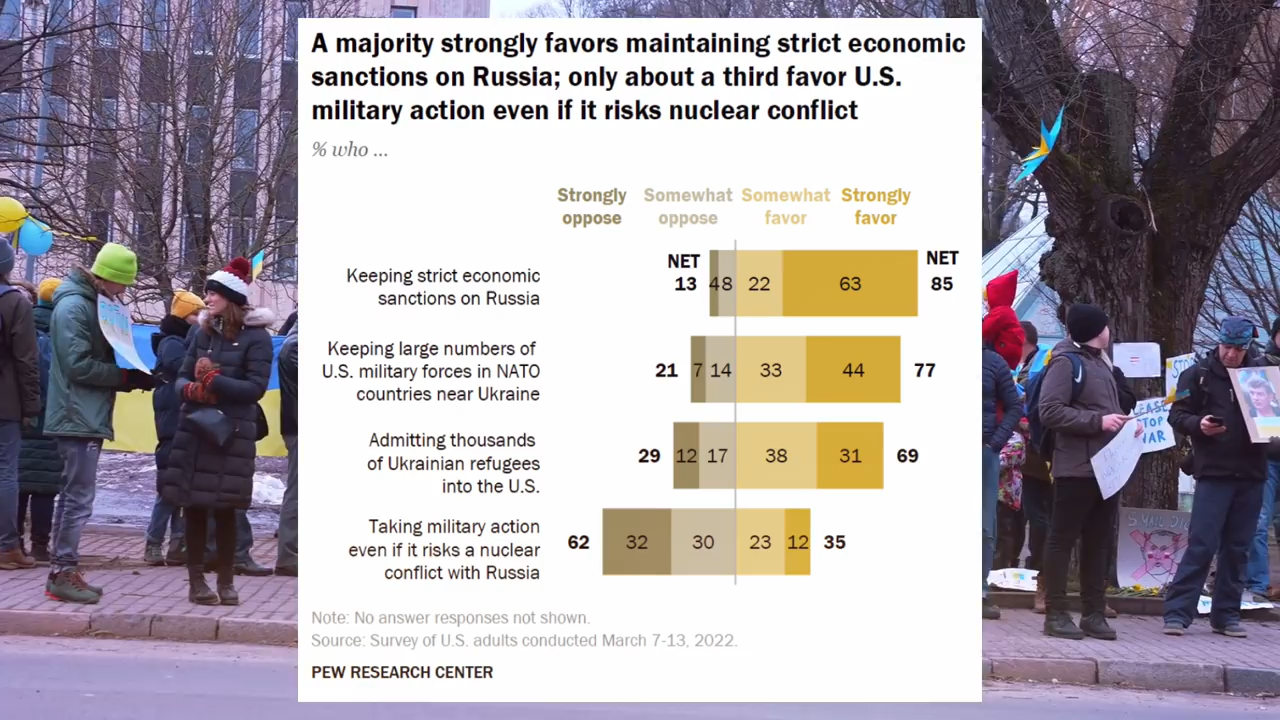 A majority strongly favors maintaining strict economic
sanctions on Russia; only about a third favor U.S.
military action even if it risks nuclear conflict
% who ...
Strongly oppose Somewhat oppose Somewhat favor Strongly favor
NET NET
Keeping strict economic
sanctions on Russia
13 4 8 22 63 85
Keeping large numbers of
U.S. military forces in NATO
countries near Ukraine
21 7 14 33 44 77
Admitting thousands
of Ukrainian refugees
into the U.S.
29 12 17 38 31 69
Taking military action
even if it risks a nuclear
conflict with Russia
62 32 30 23 12 35
Note: No answer responses not shown.
Source: Survey of U.S. adults conducted March 7-13, 2022.
PEW RESEARCH CENTER
STOP
WAR